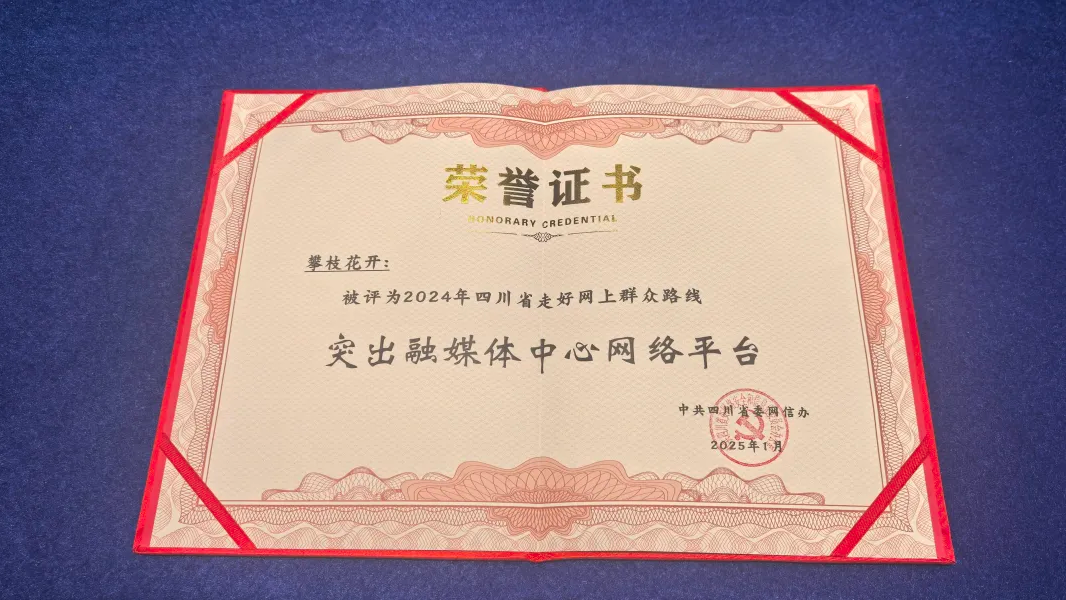 荣誉证书
HONORARY CREDENTIAL
攀枝花开：
被评为2024年四川省走好网上群众路线
突出融媒体中心网络平台
中共四川省委网信办
2025年1月